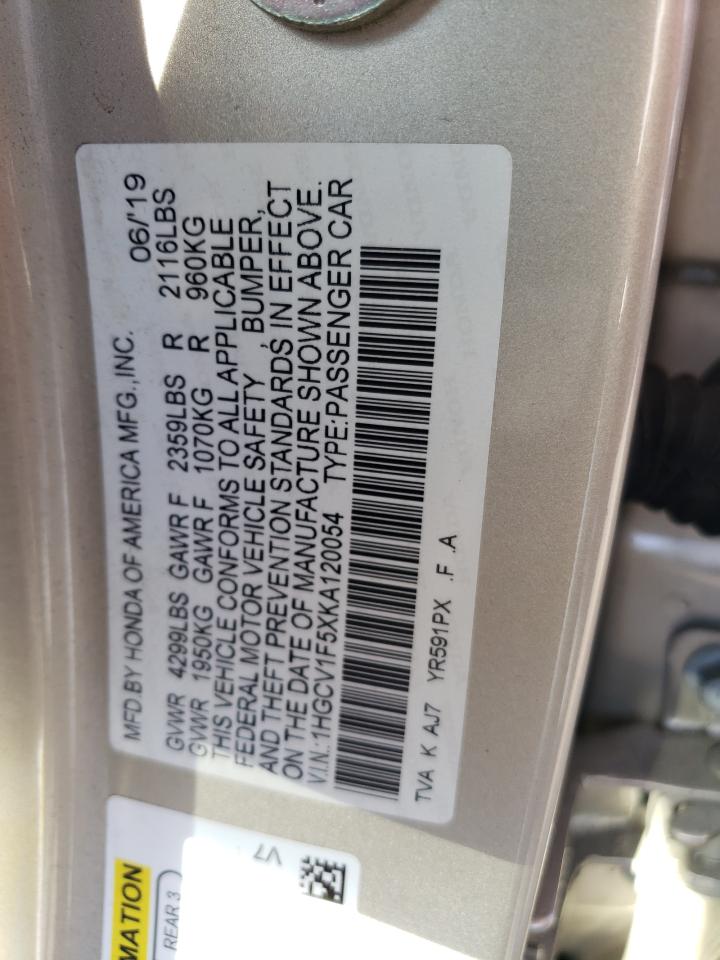 MFD.BY HONDA OF AMERICA MFG.,INC. 06/'19
GVWR 4299LBS GAWR F 2359LBS R 2116LBS
GVWR 1950KG GAWR F 1070KG R 960KG
THIS VEHICLE CONFORMS TO ALL APPLICABLE
FEDERAL MOTOR VEHICLE SAFETY, BUMPER,
AND THEFT PREVENTION STANDARDS IN EFFECT
ON THE DATE OF MANUFACTURE SHOWN ABOVE.
V.I.N.:1HGCV1F5XKA120054 TYPE:PASSENGER CAR
TVA K AJ7 YR591PX .F .A
MATION
REAR 3